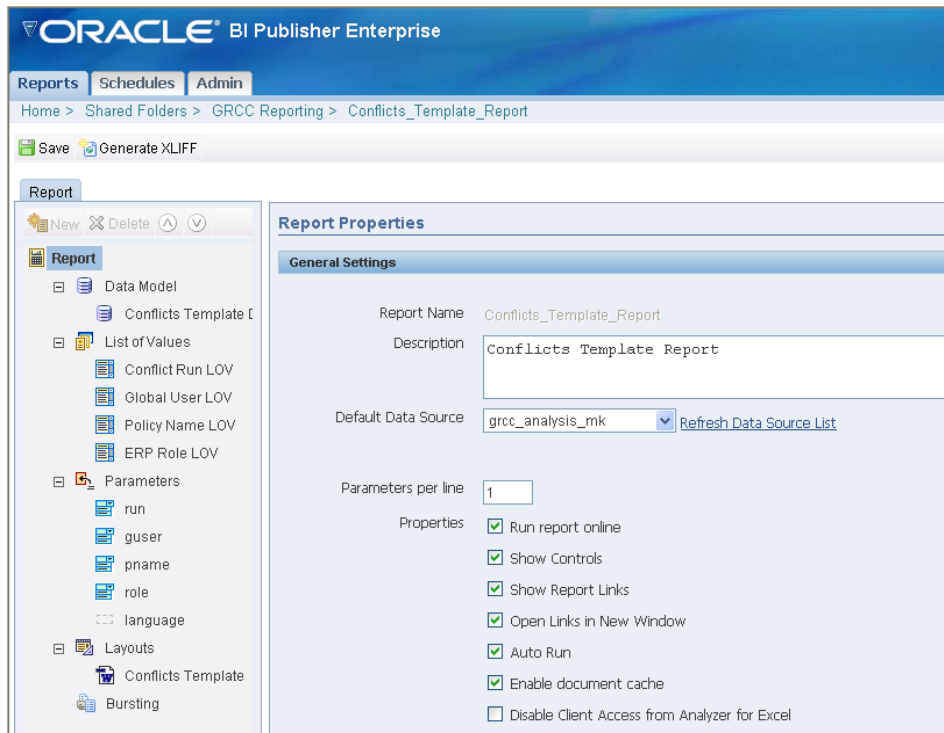 ORACLE® BI Publisher Enterprise
Reports Schedules Admin
Home > Shared Folders > GRCC Reporting > Conflicts_Template_Report
Save Generate XLIFF
Report
New Delete
Report
Data Model
Conflicts Template D
List of Values
Conflict Run LOV
Global User LOV
Policy Name LOV
ERP Role LOV
Parameters
run
guser
pname
role
language
Layouts
Conflicts Template
Bursting
Report Properties
General Settings
Report Name Conflicts_Template_Report
Description Conflicts Template Report
Default Data Source grcc_analysis_mk Refresh Data Source List
Parameters per line 1
Properties Run report online
Show Controls
Show Report Links
Open Links in New Window
Auto Run
Enable document cache
Disable Client Access from Analyzer for Excel